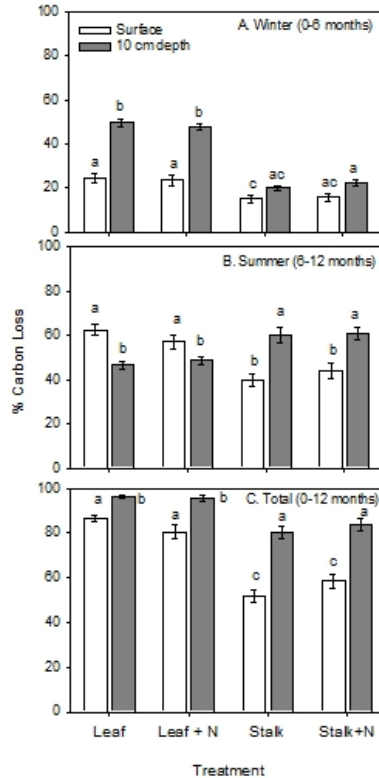 100
80
60
40
20
0
Surface
10 cm depth
A. Winter (0-6 months)
a b a b c ac ac a
100
80
60
40
20
0
B. Summer (6-12 months)
a b a b b a b a
% Carbon Loss
100
80
60
40
20
0
C. Total (0-12 months)
a b a b c a c a
Leaf Leaf + N Stalk Stalk+N
Treatment